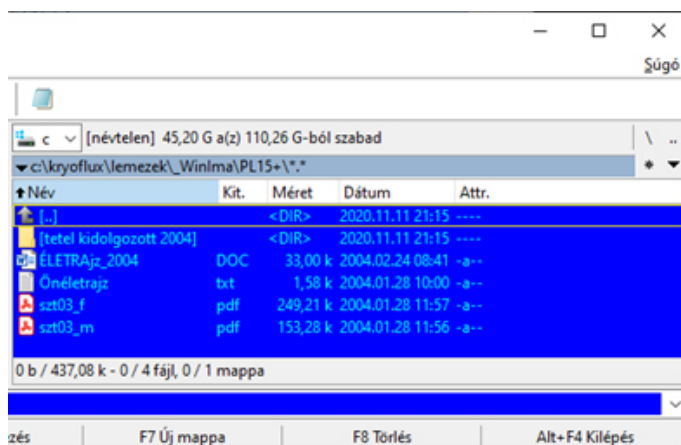 Súgó
c [névtelen] 45,20 G a(z) 110,26 G-ból szabad \ ..
c:\kryoflux\lemezek\_WinIma\PL15+\*.* *
Név Kit. Méret Dátum Attr.
[..] <DIR> 2020.11.11 21:15 ----
[tetel kidolgozott 2004] <DIR> 2020.11.11 21:15 ----
ÉLETRAjz_2004 DOC 33,00 k 2004.02.24 08:41 -a--
Önéletrajz txt 1,58 k 2004.01.28 10:00 -a--
szt03_f pdf 249,21 k 2004.01.28 11:57 -a--
szt03_m pdf 153,28 k 2004.01.28 11:56 -a--
0 b / 437,08 k - 0 / 4 fájl, 0 / 1 mappa
zés F7 Új mappa F8 Törlés Alt+F4 Kilépés